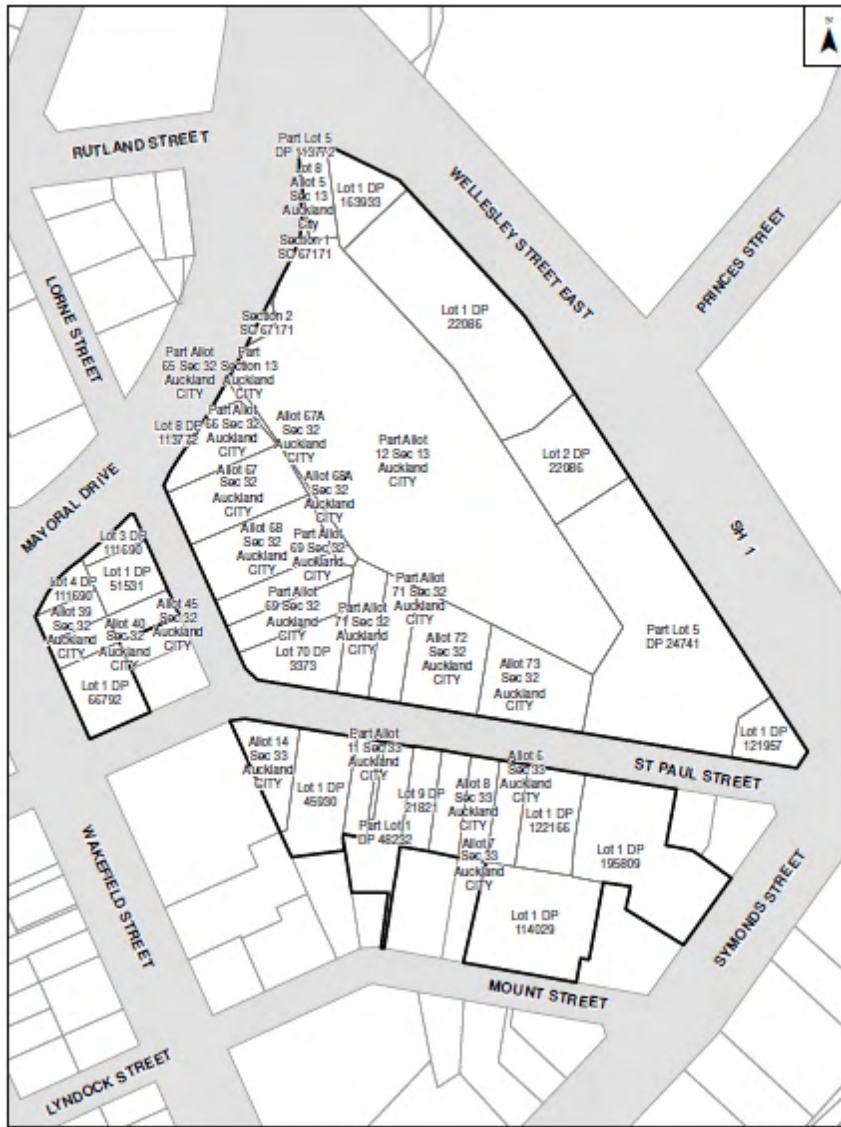 N
RUTLAND STREET
Part Lot 5
DP 113772
Lot 8
Allot 5
Sec 13
Auckland
City
Section 1
SO 67171
Lot 1 DP
163933
WELLESLEY STREET EAST
PRINCES STREET
LORNE STREET
Section 2
SO 67171
Lot 1 DP
22086
Part Allot
65 Sec 32
Auckland
CITY
Part
Section 13
Auckland
CITY
Lot 8 DP
113772
Part Allot
66 Sec 32
Auckland
CITY
Allot 67A
Sec 32
Auckland
CITY
Part Allot
12 Sec 13
Auckland
CITY
Lot 2 DP
22086
MAYORAL DRIVE
Allot 67
Sec 32
Auckland
CITY
Allot 68A
Sec 32
Auckland
CITY
SH 1
Lot 3 DP
111690
Lot 1 DP
51531
Allot 68
Sec 32
Auckland
CITY
Part Allot
69 Sec 32
Auckland
CITY
Lot 4 DP
111690
Allot 39
Sec 32
Auckland
CITY
Allot 40
Sec 32
Auckland
CITY
Allot 45
Sec 32
Auckland
CITY
Part Allot
69 Sec 32
Auckland
CITY
Part Allot
71 Sec 32
Auckland
CITY
Part Allot
71 Sec 32
Auckland
CITY
Lot 70 DP
3373
Allot 72
Sec 32
Auckland
CITY
Allot 73
Sec 32
Auckland
CITY
Part Lot 5
DP 24741
Lot 1 DP
66792
Lot 1 DP
121957
ST PAUL STREET
Allot 14
Sec 33
Auckland
CITY
Lot 1 DP
45930
Part Allot
11 Sec 33
Auckland
CITY
Part Lot 1
DP 48232
Lot 9 DP
21821
Allot 8
Sec 33
Auckland
CITY
Allot 6
Sec 33
Auckland
CITY
Lot 1 DP
122166
Allot 7
Sec 33
Auckland
CITY
Lot 1 DP
195809
WAKEFIELD STREET
Lot 1 DP
114029
SYMONDS STREET
MOUNT STREET
LYNDOCK STREET